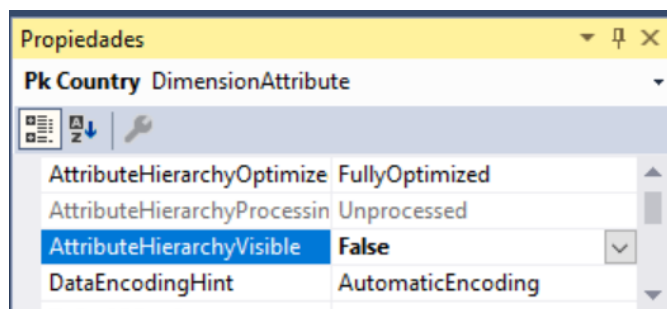 Propiedades
Pk Country DimensionAttribute
AttributeHierarchyOptimize FullyOptimized
AttributeHierarchyProcessin Unprocessed
AttributeHierarchyVisible False
DataEncodingHint AutomaticEncoding